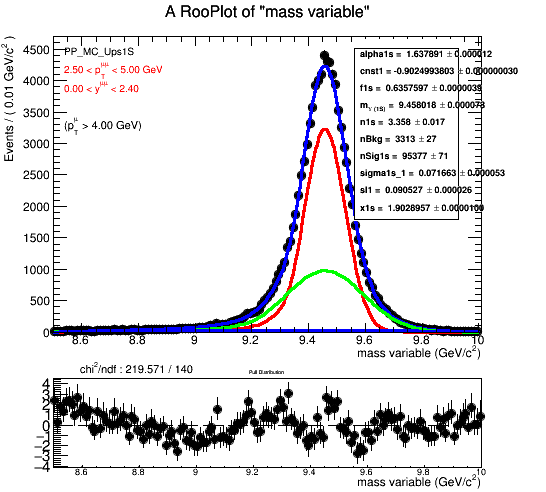 A RooPlot of "mass variable"
Events / ( 0.01 GeV/c² )
4500
4000
3500
3000
2500
2000
1500
1000
500
0
PP_MC_Ups1S
2.50 < p_T^μμ < 5.00 GeV
0.00 < y^μμ < 2.40
(p_T^μ > 4.00 GeV)
alpha1s = 1.637891 ± 0.000012
cnst1 = -0.9024993803 ± 0.000000030
f1s = 0.6357597 ± 0.0000039
m_ϒ (1S) = 9.458018 ± 0.000073
n1s = 3.358 ± 0.017
nBkg = 3313 ± 27
nSig1s = 95377 ± 71
sigma1s_1 = 0.071663 ± 0.000053
sl1 = 0.090527 ± 0.000026
x1s = 1.9028957 ± 0.0000100
8.6 8.8 9 9.2 9.4 9.6 9.8 10
mass variable (GeV/c²)
chi²/ndf : 219.571 / 140
Pull Distribution
4
3
2
1
0
−1
−2
−3
−4
8.6 8.8 9 9.2 9.4 9.6 9.8 10
mass variable (GeV/c²)